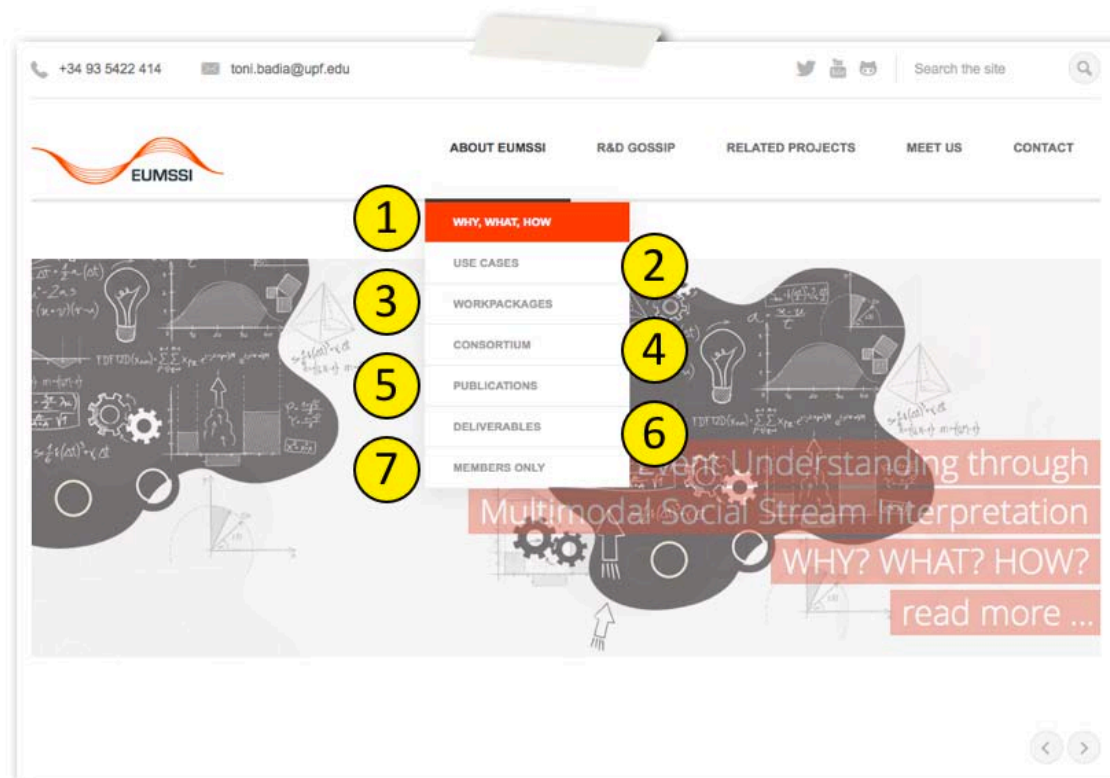 +34 93 5422 414 toni.badia@upf.edu Search the site
EUMSSI
ABOUT EUMSSI R&D GOSSIP RELATED PROJECTS MEET US CONTACT
1 WHY, WHAT, HOW
USE CASES 2
3 WORKPACKAGES
CONSORTIUM 4
5 PUBLICATIONS
DELIVERABLES 6
7 MEMBERS ONLY
Event Understanding through
Multimodal Social Stream Interpretation
WHY? WHAT? HOW?
read more ...